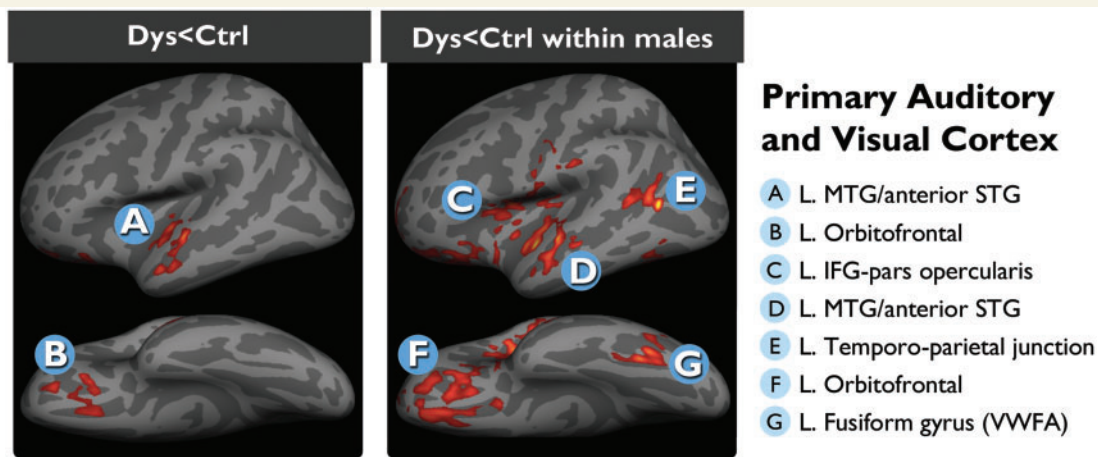 Dys<Ctrl
Dys<Ctrl within males
A
B
C
D
E
F
G
Primary Auditory
and Visual Cortex
A L. MTG/anterior STG
B L. Orbitofrontal
C L. IFG-pars opercularis
D L. MTG/anterior STG
E L. Temporo-parietal junction
F L. Orbitofrontal
G L. Fusiform gyrus (VWFA)